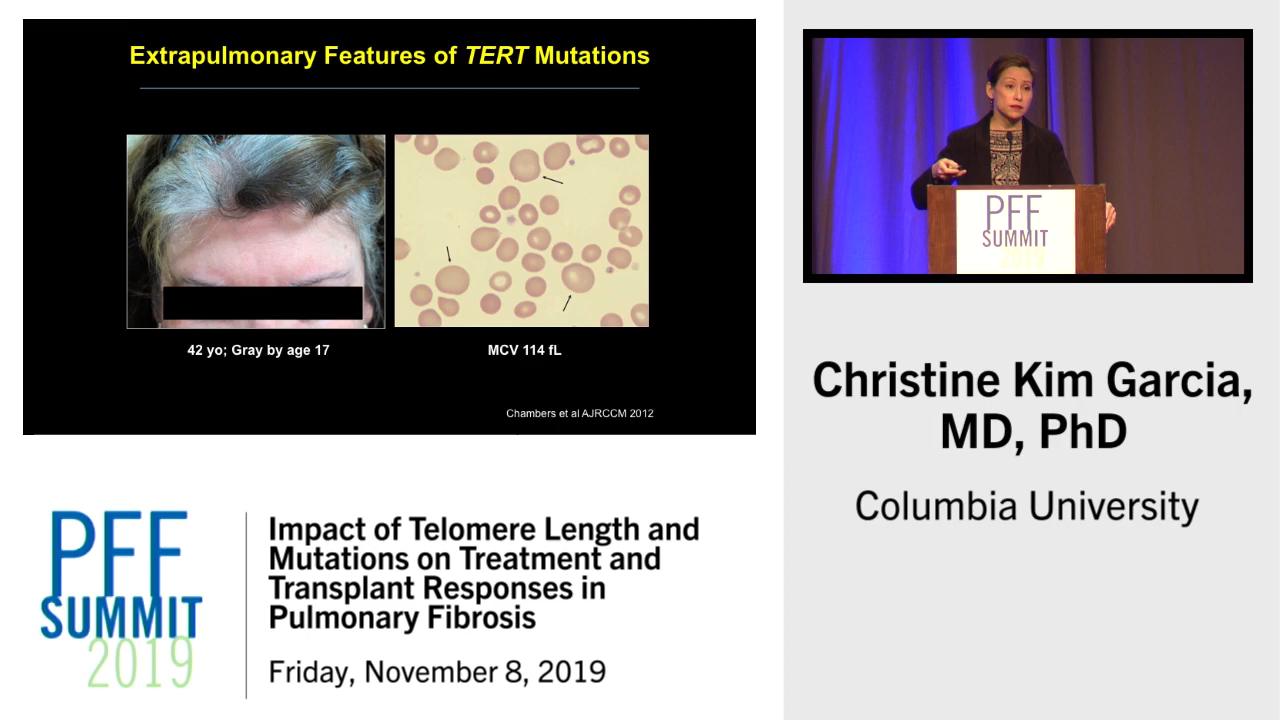 Extrapulmonary Features of TERT Mutations
42 yo; Gray by age 17
MCV 114 fL
Chambers et al AJRCCM 2012
PFF
SUMMIT
2019
Christine Kim Garcia,
MD, PhD
Columbia University
PFF
SUMMIT
2019
Impact of Telomere Length and
Mutations on Treatment and
Transplant Responses in
Pulmonary Fibrosis
Friday, November 8, 2019